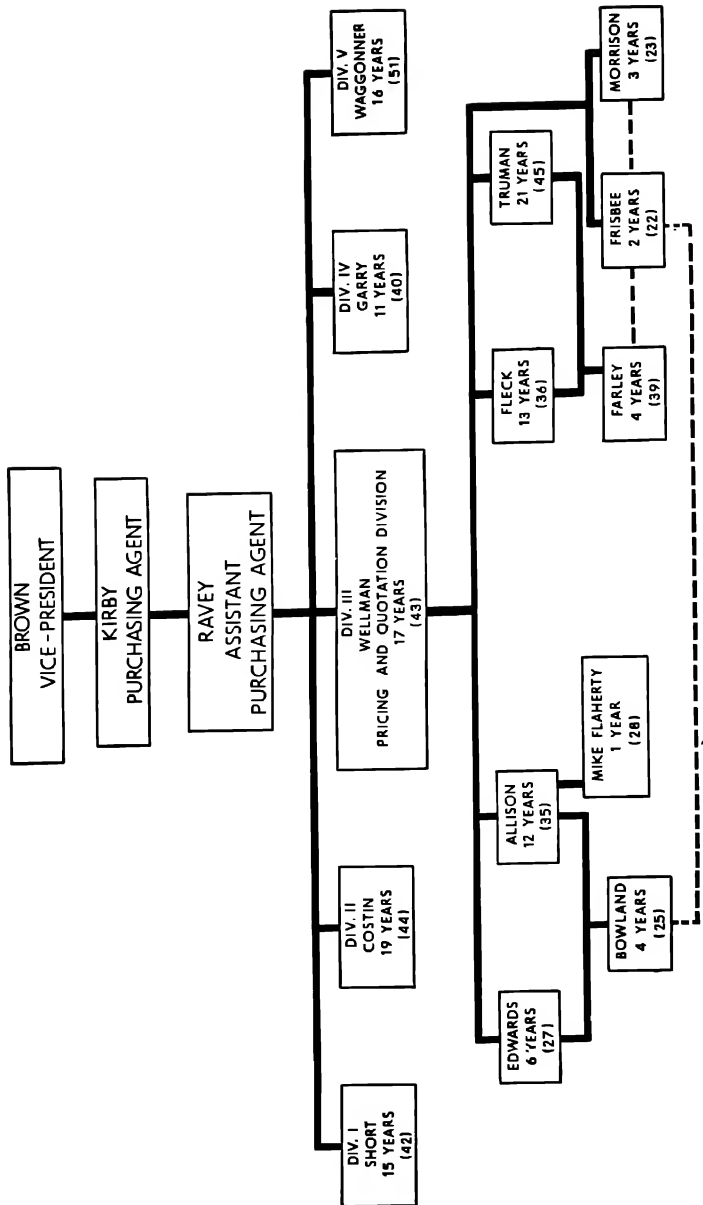 BROWN
VICE-PRESIDENT
KIRBY
PURCHASING AGENT
RAVEY
ASSISTANT
PURCHASING AGENT
DIV. I
SHORT
15 YEARS
(42)
DIV. II
COSTIN
19 YEARS
(44)
DIV. III
WELLMAN
PRICING AND QUOTATION DIVISION
17 YEARS
(43)
DIV. IV
GARRY
11 YEARS
(40)
DIV. V
WAGGONNER
16 YEARS
(51)
EDWARDS
6 YEARS
(27)
ALLISON
12 YEARS
(35)
FLECK
13 YEARS
(36)
TRUMAN
21 YEARS
(45)
BOWLAND
4 YEARS
(25)
MIKE FLAHERTY
1 YEAR
(28)
FARLEY
4 YEARS
(39)
FRISBEE
2 YEARS
(22)
MORRISON
3 YEARS
(23)